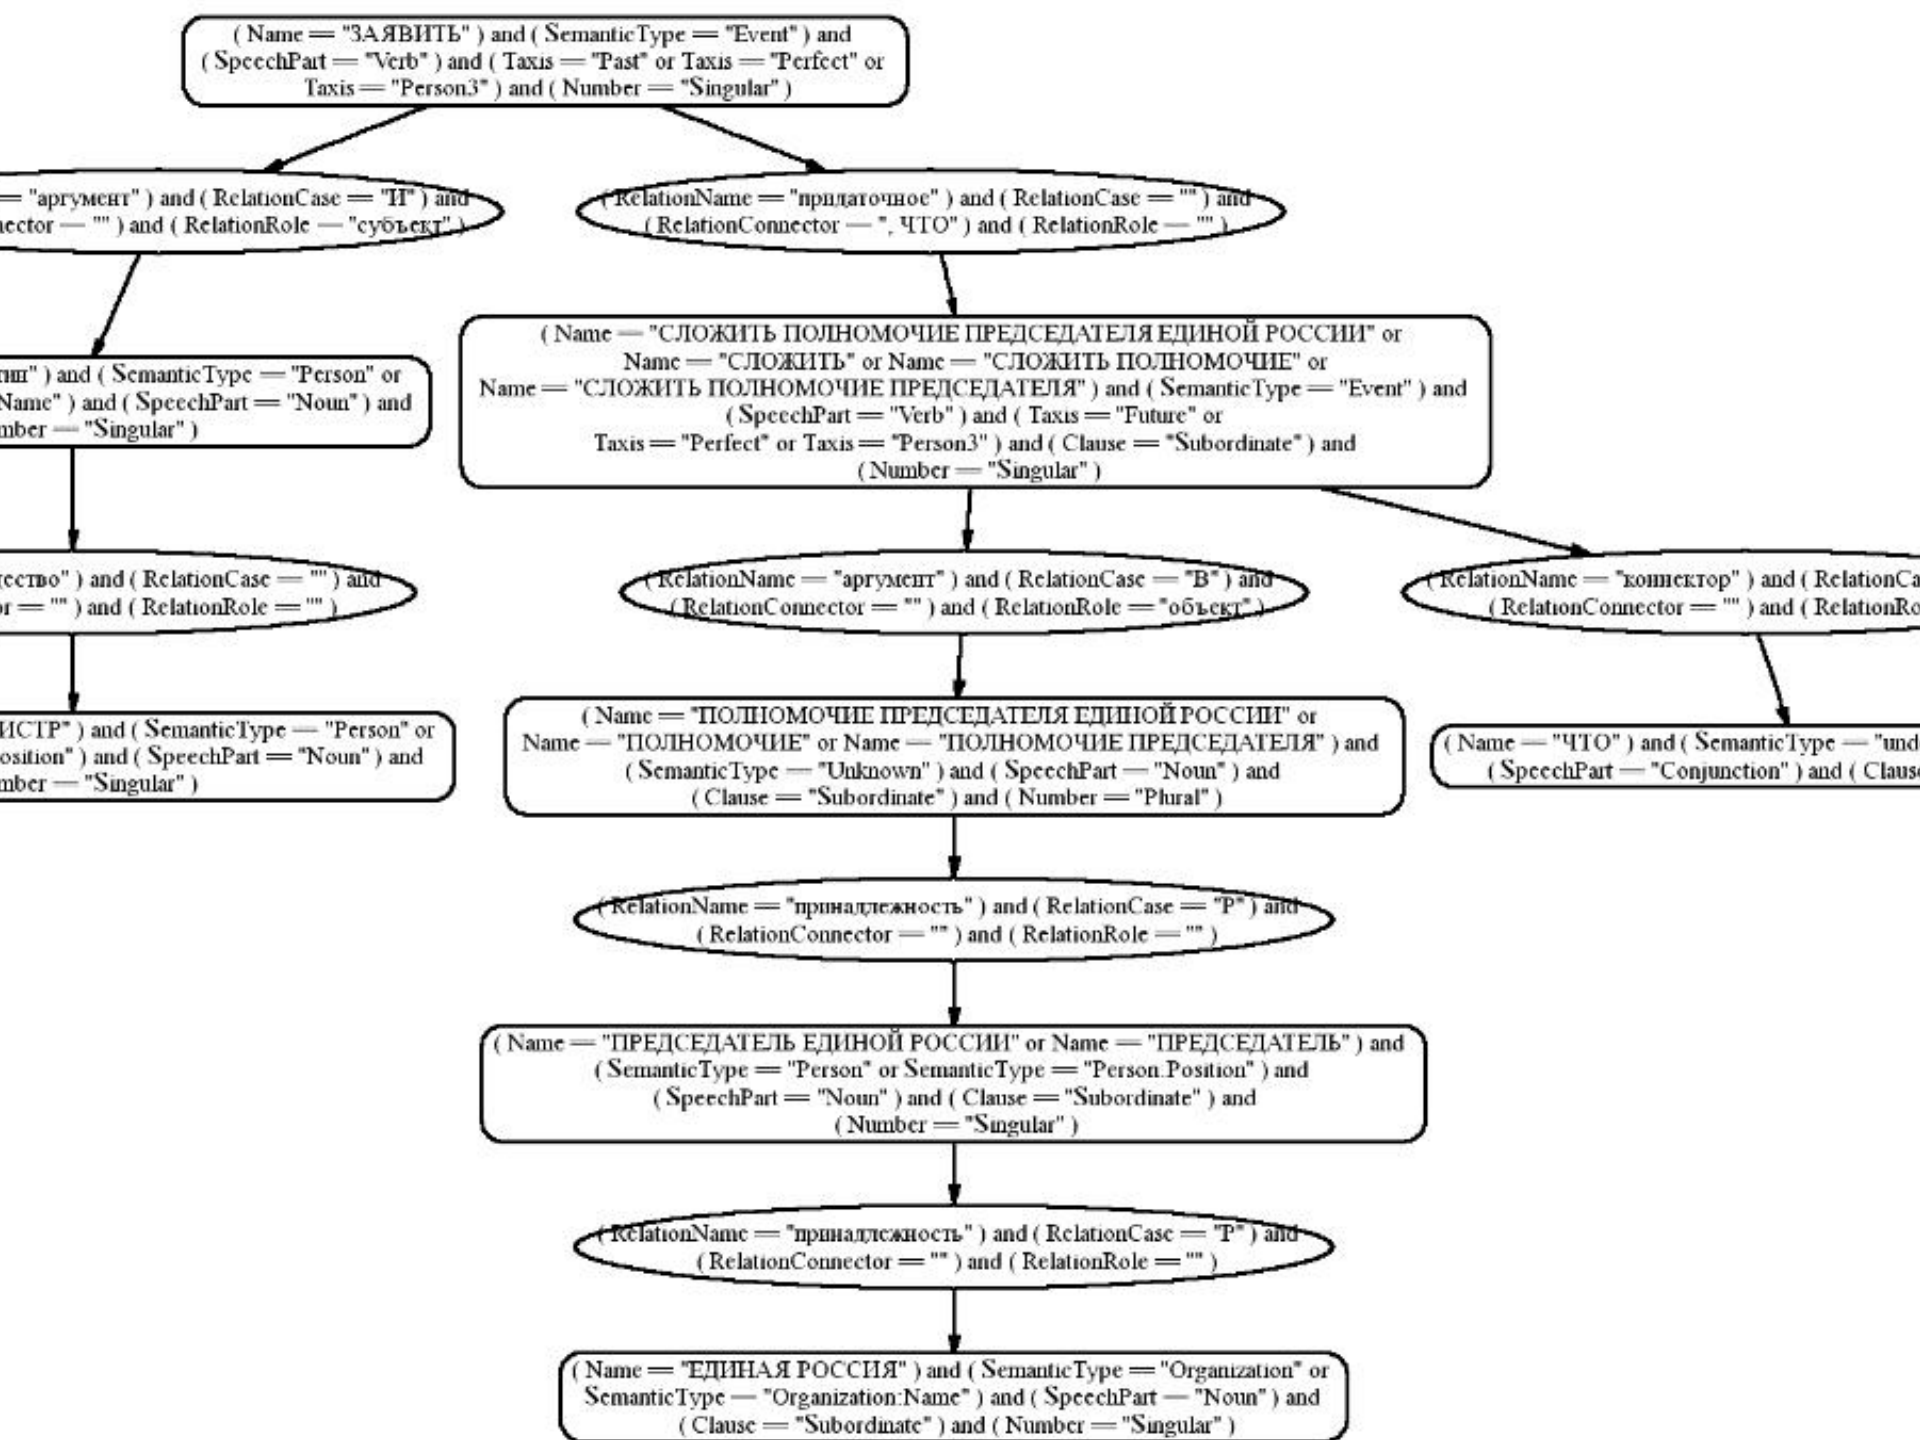 ( Name == "ЗАЯВИТЬ" ) and ( SemanticType == "Event" ) and
( SpeechPart == "Verb" ) and ( Taxis == "Past" or Taxis == "Perfect" or
Taxis == "Person3" ) and ( Number == "Singular" )
== "аргумент" ) and ( RelationCase == "И" ) and
ector == "" ) and ( RelationRole == "субъект" )
( RelationName == "придаточное" ) and ( RelationCase == "" ) and
( RelationConnector == ", ЧТО" ) and ( RelationRole == "" )
" ) and ( SemanticType == "Person" or
Name" ) and ( SpeechPart == "Noun" ) and
mber == "Singular" )
( Name == "СЛОЖИТЬ ПОЛНОМОЧИЕ ПРЕДСЕДАТЕЛЯ ЕДИНОЙ РОССИИ" or
Name == "СЛОЖИТЬ" or Name == "СЛОЖИТЬ ПОЛНОМОЧИЕ" or
Name == "СЛОЖИТЬ ПОЛНОМОЧИЕ ПРЕДСЕДАТЕЛЯ" ) and ( SemanticType == "Event" ) and
( SpeechPart == "Verb" ) and ( Taxis == "Future" or
Taxis == "Perfect" or Taxis == "Person3" ) and ( Clause == "Subordinate" ) and
( Number == "Singular" )
ество" ) and ( RelationCase == "" ) and
or == "" ) and ( RelationRole == "" )
( RelationName == "аргумент" ) and ( RelationCase == "В" ) and
( RelationConnector == "" ) and ( RelationRole == "объект" )
( RelationName == "коннектор" ) and ( RelationCa
( RelationConnector == "" ) and ( RelationRo
ИСТР" ) and ( SemanticType == "Person" or
osition" ) and ( SpeechPart == "Noun" ) and
mber == "Singular" )
( Name == "ПОЛНОМОЧИЕ ПРЕДСЕДАТЕЛЯ ЕДИНОЙ РОССИИ" or
Name == "ПОЛНОМОЧИЕ" or Name == "ПОЛНОМОЧИЕ ПРЕДСЕДАТЕЛЯ" ) and
( SemanticType == "Unknown" ) and ( SpeechPart == "Noun" ) and
( Clause == "Subordinate" ) and ( Number == "Plural" )
( Name == "ЧТО" ) and ( SemanticType == "und
( SpeechPart == "Conjunction" ) and ( Clause
( RelationName == "принадлежность" ) and ( RelationCase == "Р" ) and
( RelationConnector == "" ) and ( RelationRole == "" )
( Name == "ПРЕДСЕДАТЕЛЬ ЕДИНОЙ РОССИИ" or Name == "ПРЕДСЕДАТЕЛЬ" ) and
( SemanticType == "Person" or SemanticType == "Person:Position" ) and
( SpeechPart == "Noun" ) and ( Clause == "Subordinate" ) and
( Number == "Singular" )
( RelationName == "принадлежность" ) and ( RelationCase == "Р" ) and
( RelationConnector == "" ) and ( RelationRole == "" )
( Name == "ЕДИНАЯ РОССИЯ" ) and ( SemanticType == "Organization" or
SemanticType == "Organization:Name" ) and ( SpeechPart == "Noun" ) and
( Clause == "Subordinate" ) and ( Number == "Singular" )